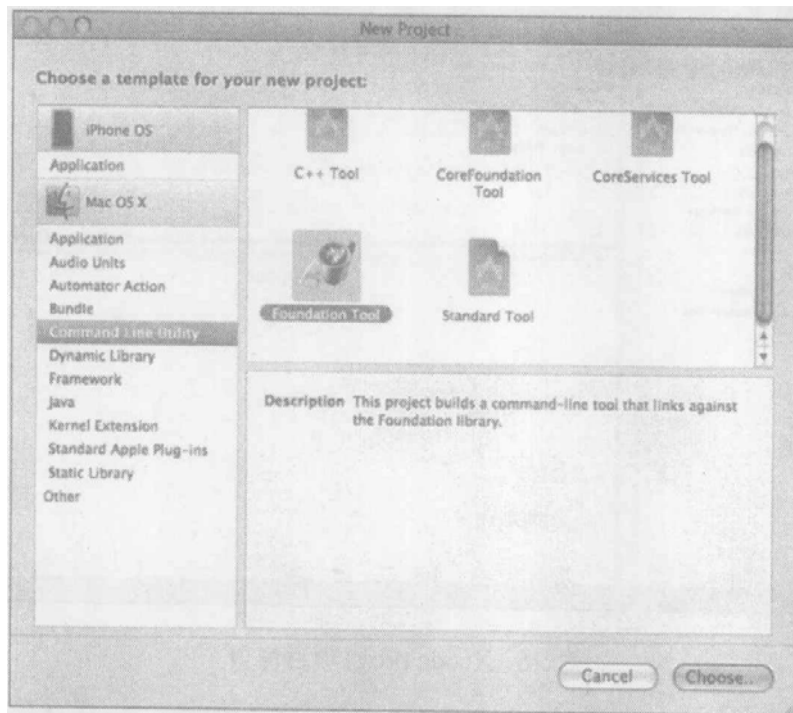 New Project
Choose a template for your new project:
iPhone OS
Application
Mac OS X
Application
Audio Units
Automator Action
Bundle
Command Line Utility
Dynamic Library
Framework
Java
Kernel Extension
Standard Apple Plug-ins
Static Library
Other
C++ Tool
CoreFoundation
Tool
CoreServices Tool
Foundation Tool
Standard Tool
Description This project builds a command-line tool that links against
the Foundation library.
Cancel
Choose...